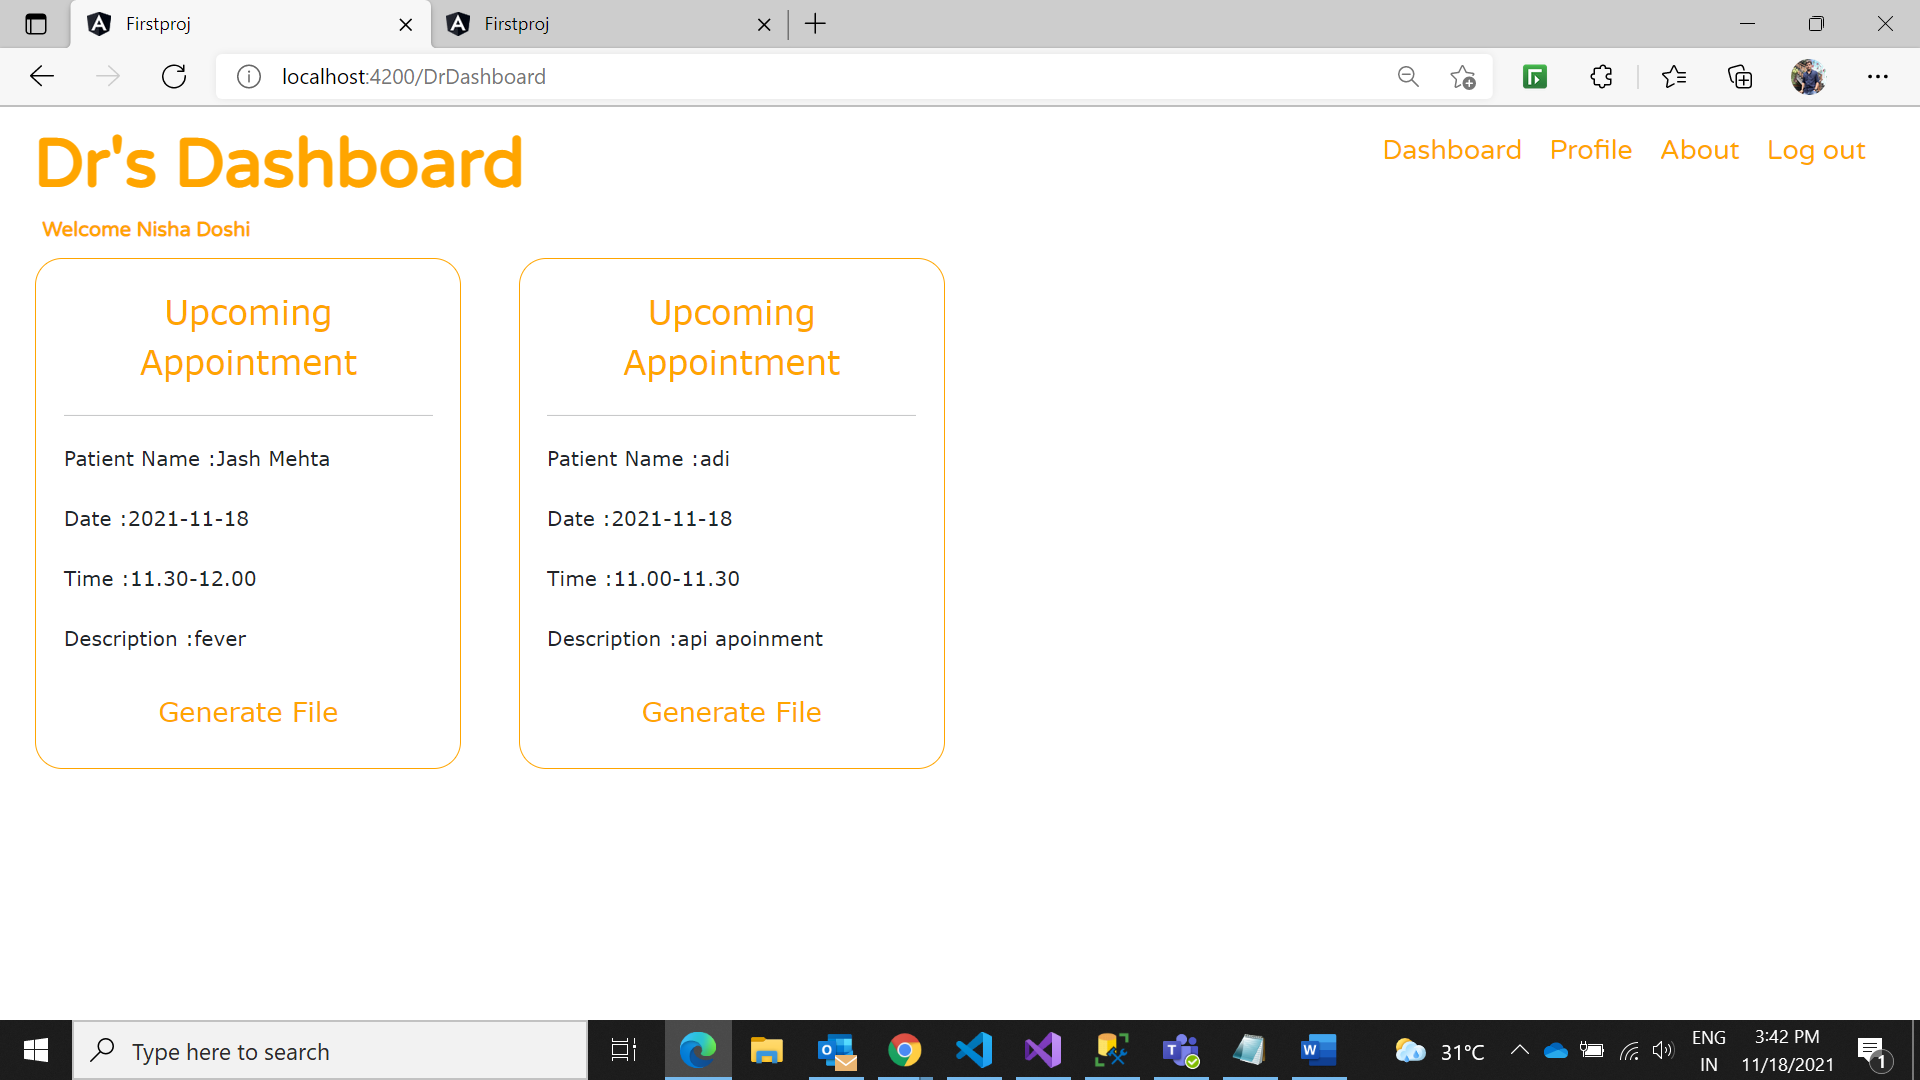 Firstproj
Firstproj
localhost:4200/DrDashboard
Dr's Dashboard
Dashboard Profile About Log out
Welcome Nisha Doshi
Upcoming
Appointment
Patient Name :Jash Mehta
Date :2021-11-18
Time :11.30-12.00
Description :fever
Generate File
Upcoming
Appointment
Patient Name :adi
Date :2021-11-18
Time :11.00-11.30
Description :api apoinment
Generate File
Type here to search
31°C
ENG
IN
3:42 PM
11/18/2021
1